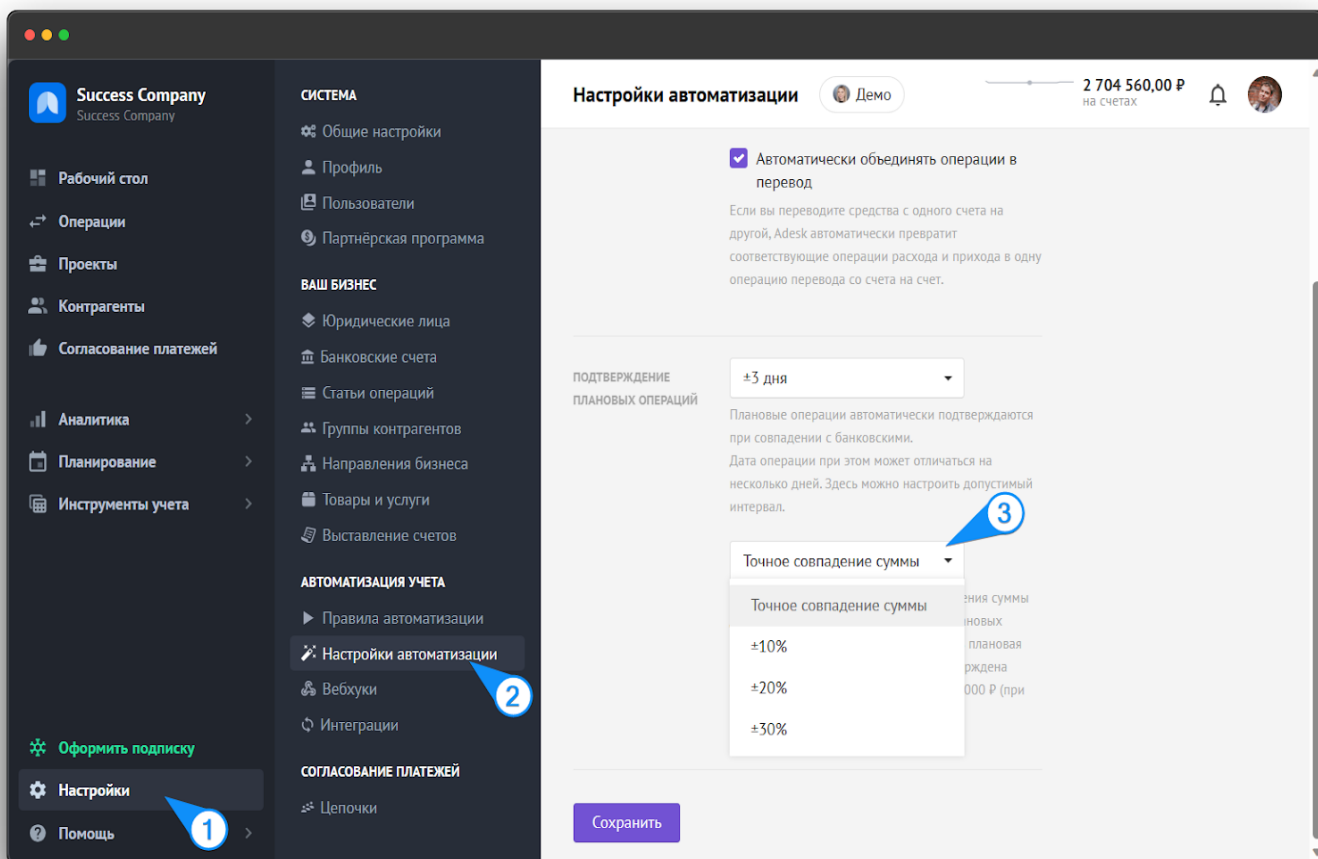 Success Company
Success Company
Рабочий стол
Операции
Проекты
Контрагенты
Согласование платежей
Аналитика
Планирование
Инструменты учета
Оформить подписку
Настройки
1
Помощь
СИСТЕМА
Общие настройки
Профиль
Пользователи
Партнёрская программа
ВАШ БИЗНЕС
Юридические лица
Банковские счета
Статьи операций
Группы контрагентов
Направления бизнеса
Товары и услуги
Выставление счетов
АВТОМАТИЗАЦИЯ УЧЕТА
Правила автоматизации
Настройки автоматизации
2
Вебхуки
Интеграции
СОГЛАСОВАНИЕ ПЛАТЕЖЕЙ
Цепочки
Настройки автоматизации
Демо
2 704 560,00 ₽
на счетах
Автоматически объединять операции в
перевод
Если вы переводите средства с одного счета на
другой, Adesk автоматически превратит
соответствующие операции расхода и прихода в одну
операцию перевода со счета на счет.
ПОДТВЕРЖДЕНИЕ
ПЛАНОВЫХ ОПЕРАЦИЙ
±3 дня
Плановые операции автоматически подтверждаются
при совпадении с банковскими.
Дата операции при этом может отличаться на
несколько дней. Здесь можно настроить допустимый
интервал.
3
Точное совпадение суммы
Точное совпадение суммы
±10%
±20%
±30%
суммы
плановая
000 ₽ (при
Сохранить